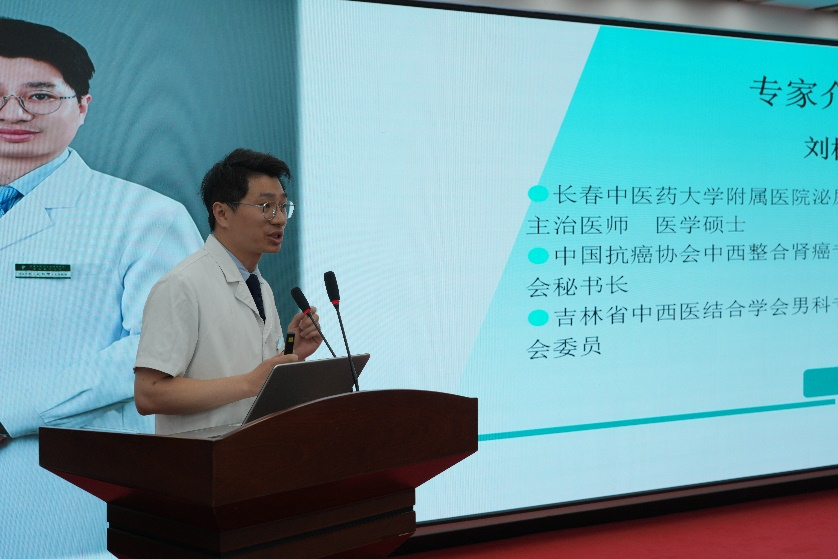 专家
刘
长春中医药大学附属医院泌
主治医师 医学硕士
中国抗癌协会中西整合肾癌
会秘书长
吉林省中西医结合学会男科
会委员